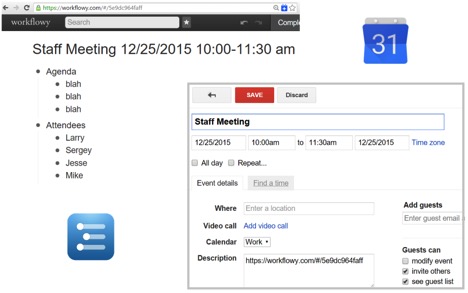 https://workflowy.com/#/5e9dc964faff
workflowy
Search
Comple
Staff Meeting 12/25/2015 10:00-11:30 am
Agenda
blah
blah
blah
Attendees
Larry
Sergey
Jesse
Mike
31
SAVE
Discard
Staff Meeting
12/25/2015 10:00am to 11:30am 12/25/2015 Time zone
All day Repeat...
Event details Find a time
Where Enter a location
Video call Add video call
Calendar Work
Description https://workflowy.com/#/5e9dc964faff
Add guests
Enter guest email
Guests can
modify event
invite others
see guest list